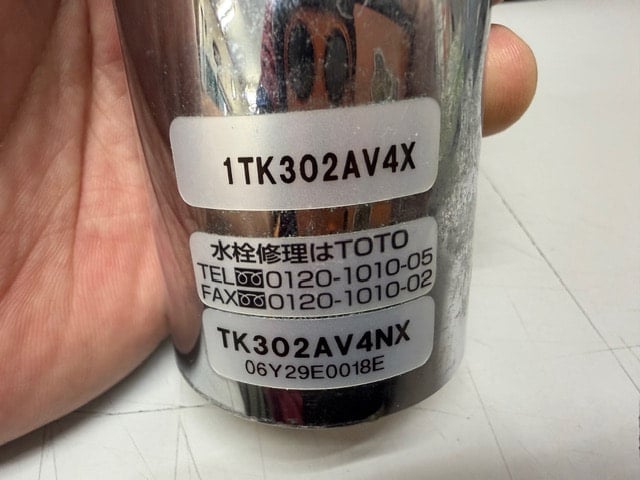 1TK302AV4X
水栓修理はTOTO
TEL 0120-1010-05
FAX 0120-1010-02
TK302AV4NX
06Y29E0018E